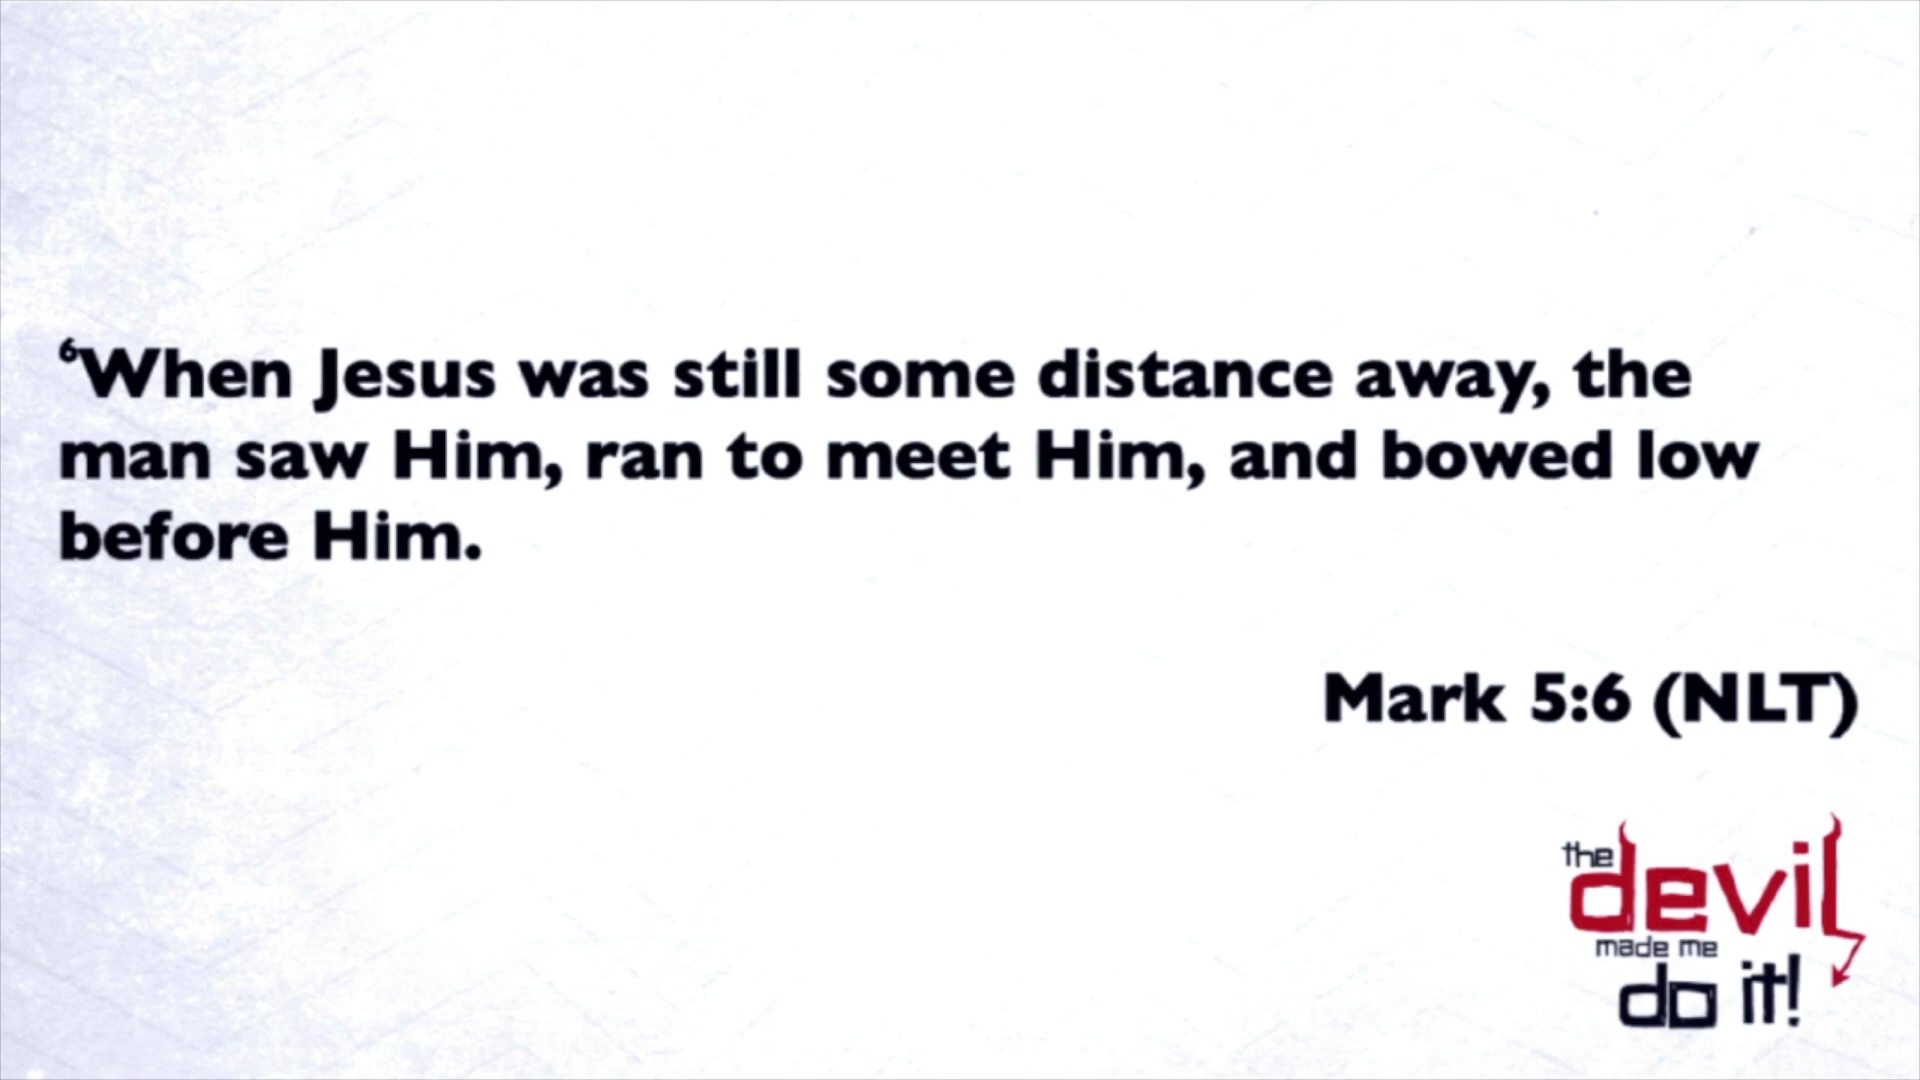 ⁶When Jesus was still some distance away, the
man saw Him, ran to meet Him, and bowed low
before Him.
Mark 5:6 (NLT)
the
devil
made me
do it!